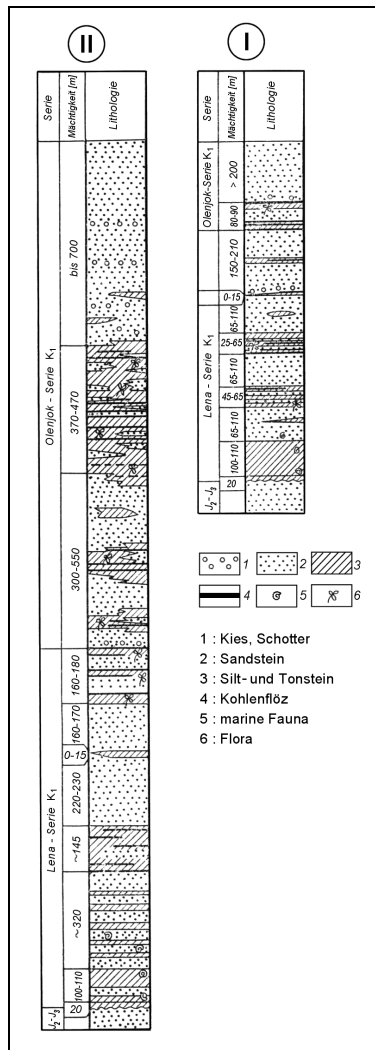 II
I
Serie
Mächtigkeit [m]
Lithologie
Olenjok - Serie K₁
bis 700
370-470
300-550
Lena - Serie K₁
160-180
160-170
0-15
220-230
~145
~320
100-110
J₂-J₃
20
Serie
Mächtigkeit [m]
Lithologie
Olenjok-Serie K₁
> 200
80-90
150-210
0-15
Lena - Serie K₁
65-110
25-65
65-110
45-65
65-110
100-110
J₂-J₃
20
1
2
3
4
5
6
1 : Kies, Schotter
2 : Sandstein
3 : Silt- und Tonstein
4 : Kohlenflöz
5 : marine Fauna
6 : Flora